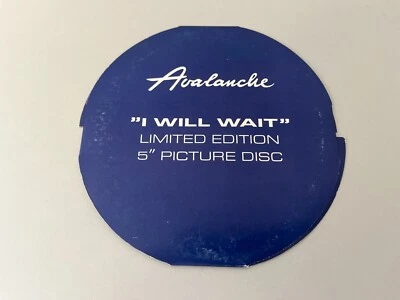 Avalanche
"I WILL WAIT"
LIMITED EDITION
5" PICTURE DISC